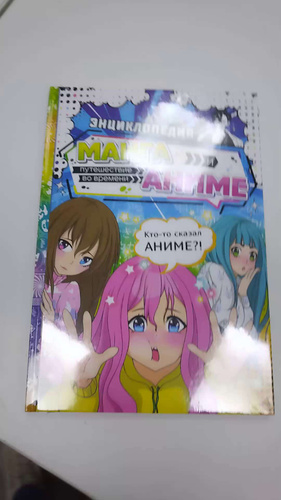 ЭНЦИКЛОПЕДИЯ
МАНГА И
путешествие
во времени
АНИМЕ
Кто-то сказал
АНИМЕ?!